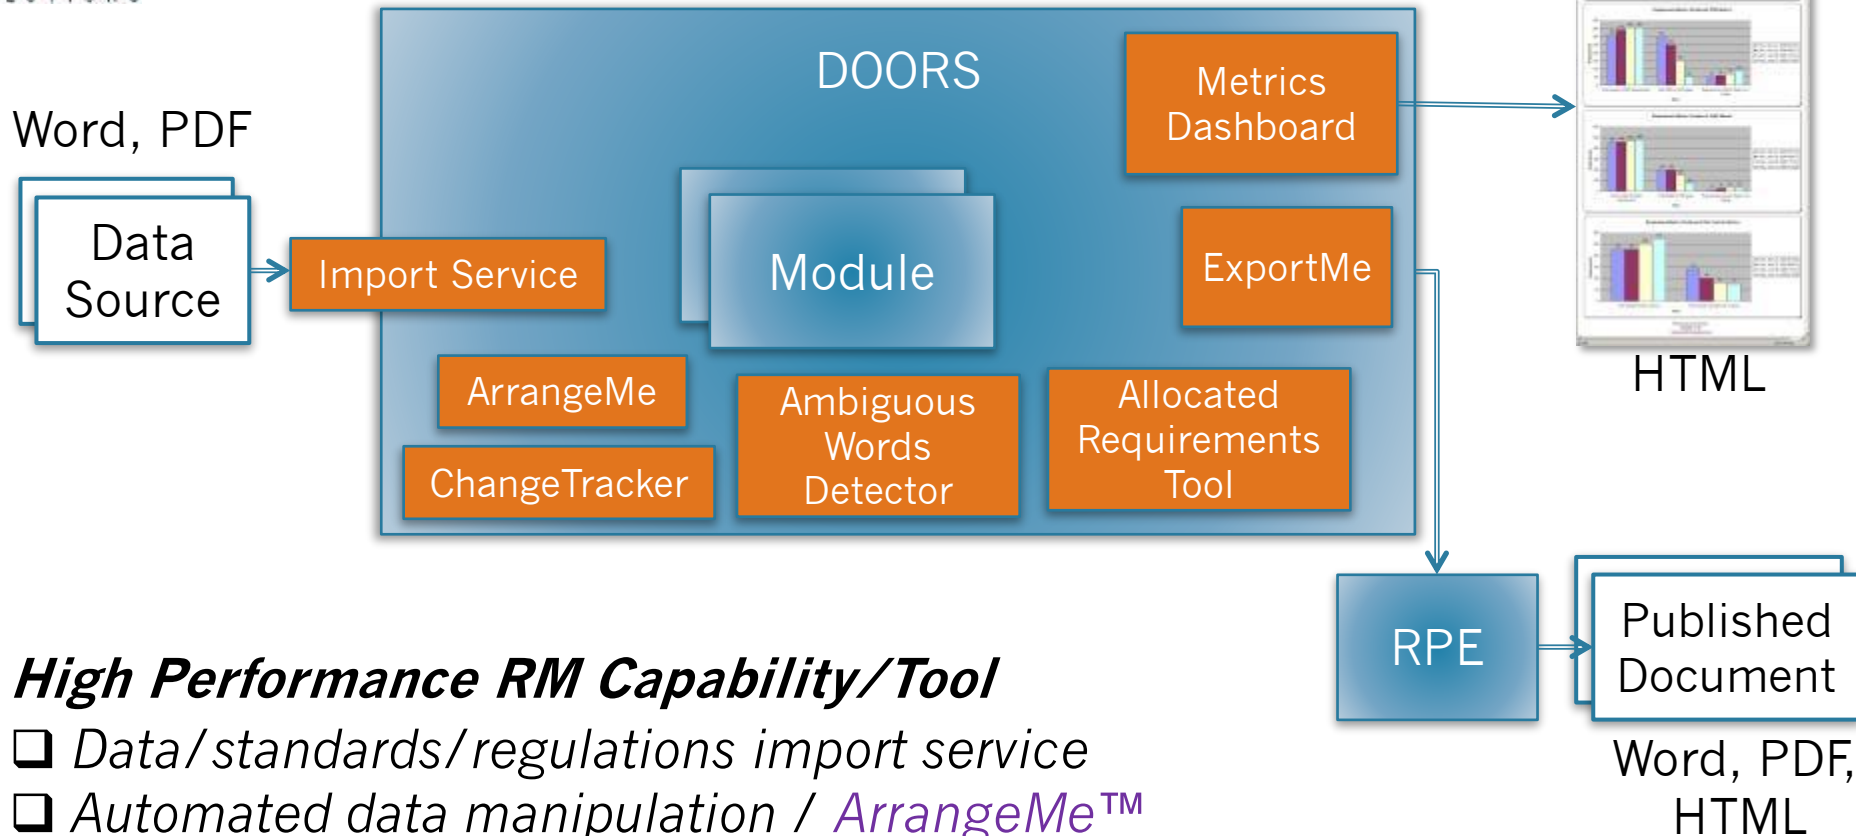 DOORS
Metrics
Dashboard
Word, PDF
Data
Source
Import Service
Module
ExportMe
HTML
ArrangeMe
Ambiguous
Words
Detector
Allocated
Requirements
Tool
ChangeTracker
RPE
Published
Document
Word, PDF,
HTML
High Performance RM Capability/Tool
❑ Data/standards/regulations import service
❑ Automated data manipulation / ArrangeMe™